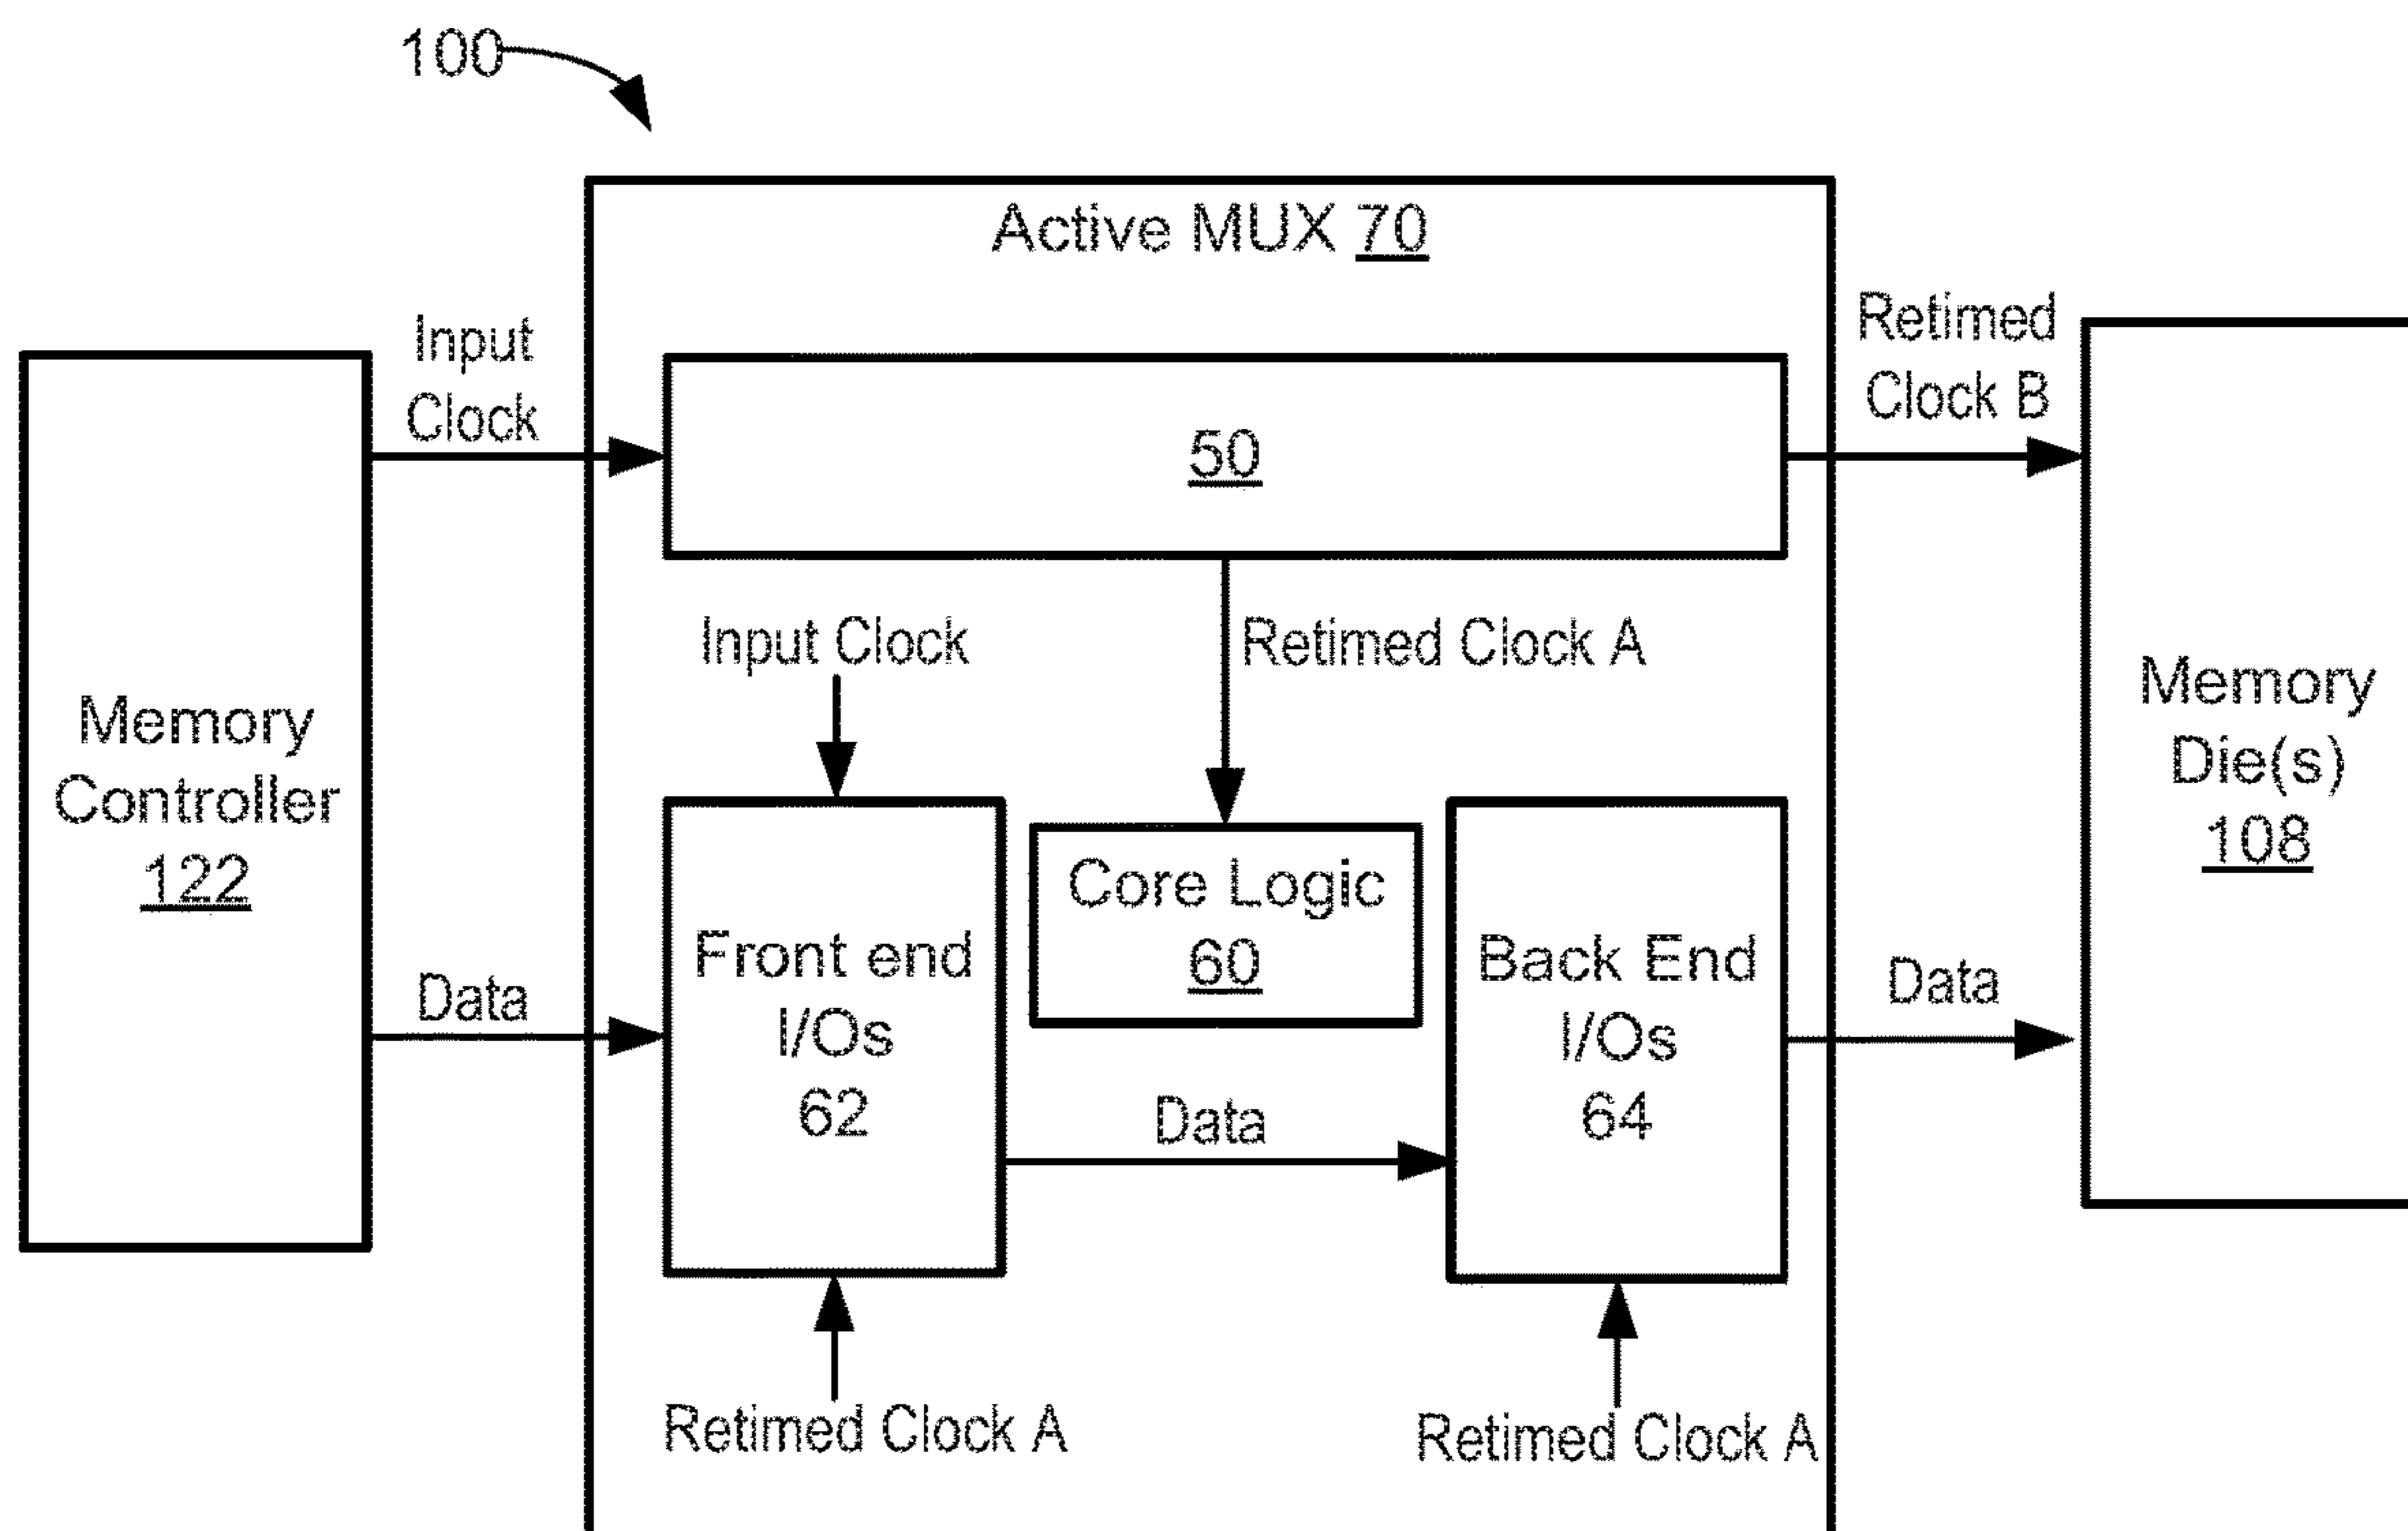 100
Active MUX 70
Input
Clock
Retimed
Clock B
50
Input Clock
Retimed Clock A
Memory
Controller
122
Memory
Die(s)
108
Core Logic
60
Front end
I/Os
62
Back End
I/Os
64
Data
Data
Data
Retimed Clock A
Retimed Clock A